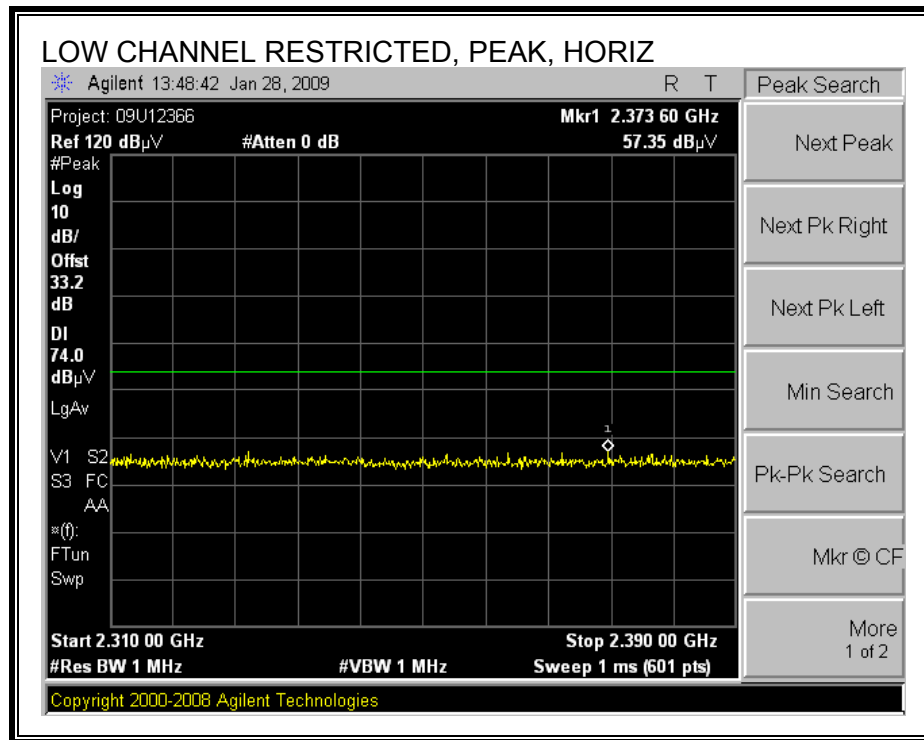 LOW CHANNEL RESTRICTED, PEAK, HORIZ
Agilent 13:48:42 Jan 28, 2009 R T
Peak Search
Project: 09U12366
Mkr1 2.373 60 GHz
Ref 120 dBµV #Atten 0 dB 57.35 dBµV
#Peak
Log
10
dB/
Offst
33.2
dB
DI
74.0
dBµV
LgAv
1
V1 S2
S3 FC
AA
¤(f):
FTun
Swp
Start 2.310 00 GHz Stop 2.390 00 GHz
#Res BW 1 MHz #VBW 1 MHz Sweep 1 ms (601 pts)
Copyright 2000-2008 Agilent Technologies
Next Peak
Next Pk Right
Next Pk Left
Min Search
Pk-Pk Search
Mkr © CF
More
1 of 2